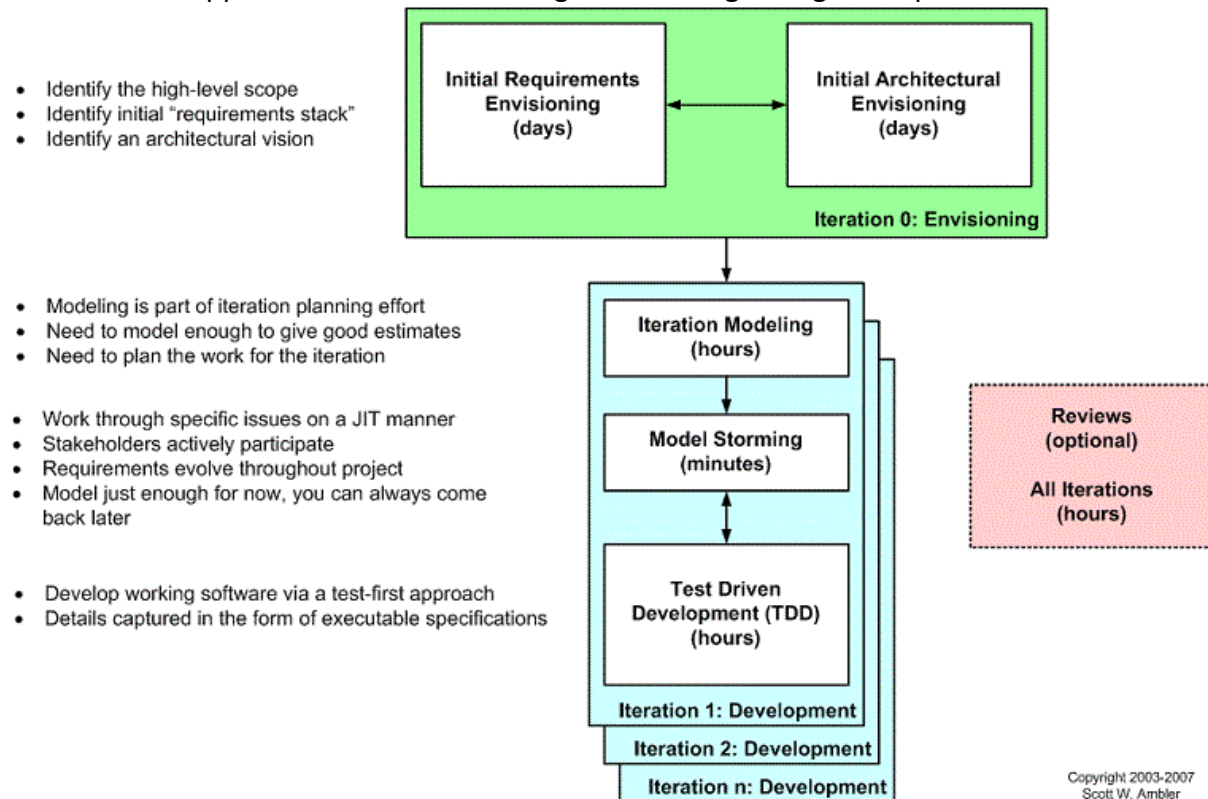 Initial Requirements
Envisioning
(days)
Initial Architectural
Envisioning
(days)
Iteration 0: Envisioning
• Identify the high-level scope
• Identify initial “requirements stack”
• Identify an architectural vision
• Modeling is part of iteration planning effort
• Need to model enough to give good estimates
• Need to plan the work for the iteration
Iteration Modeling
(hours)
• Work through specific issues on a JIT manner
• Stakeholders actively participate
• Requirements evolve throughout project
• Model just enough for now, you can always come
back later
Model Storming
(minutes)
Reviews
(optional)
All Iterations
(hours)
• Develop working software via a test-first approach
• Details captured in the form of executable specifications
Test Driven
Development (TDD)
(hours)
Iteration 1: Development
Iteration 2: Development
Iteration n: Development
Copyright 2003-2007
Scott W. Ambler